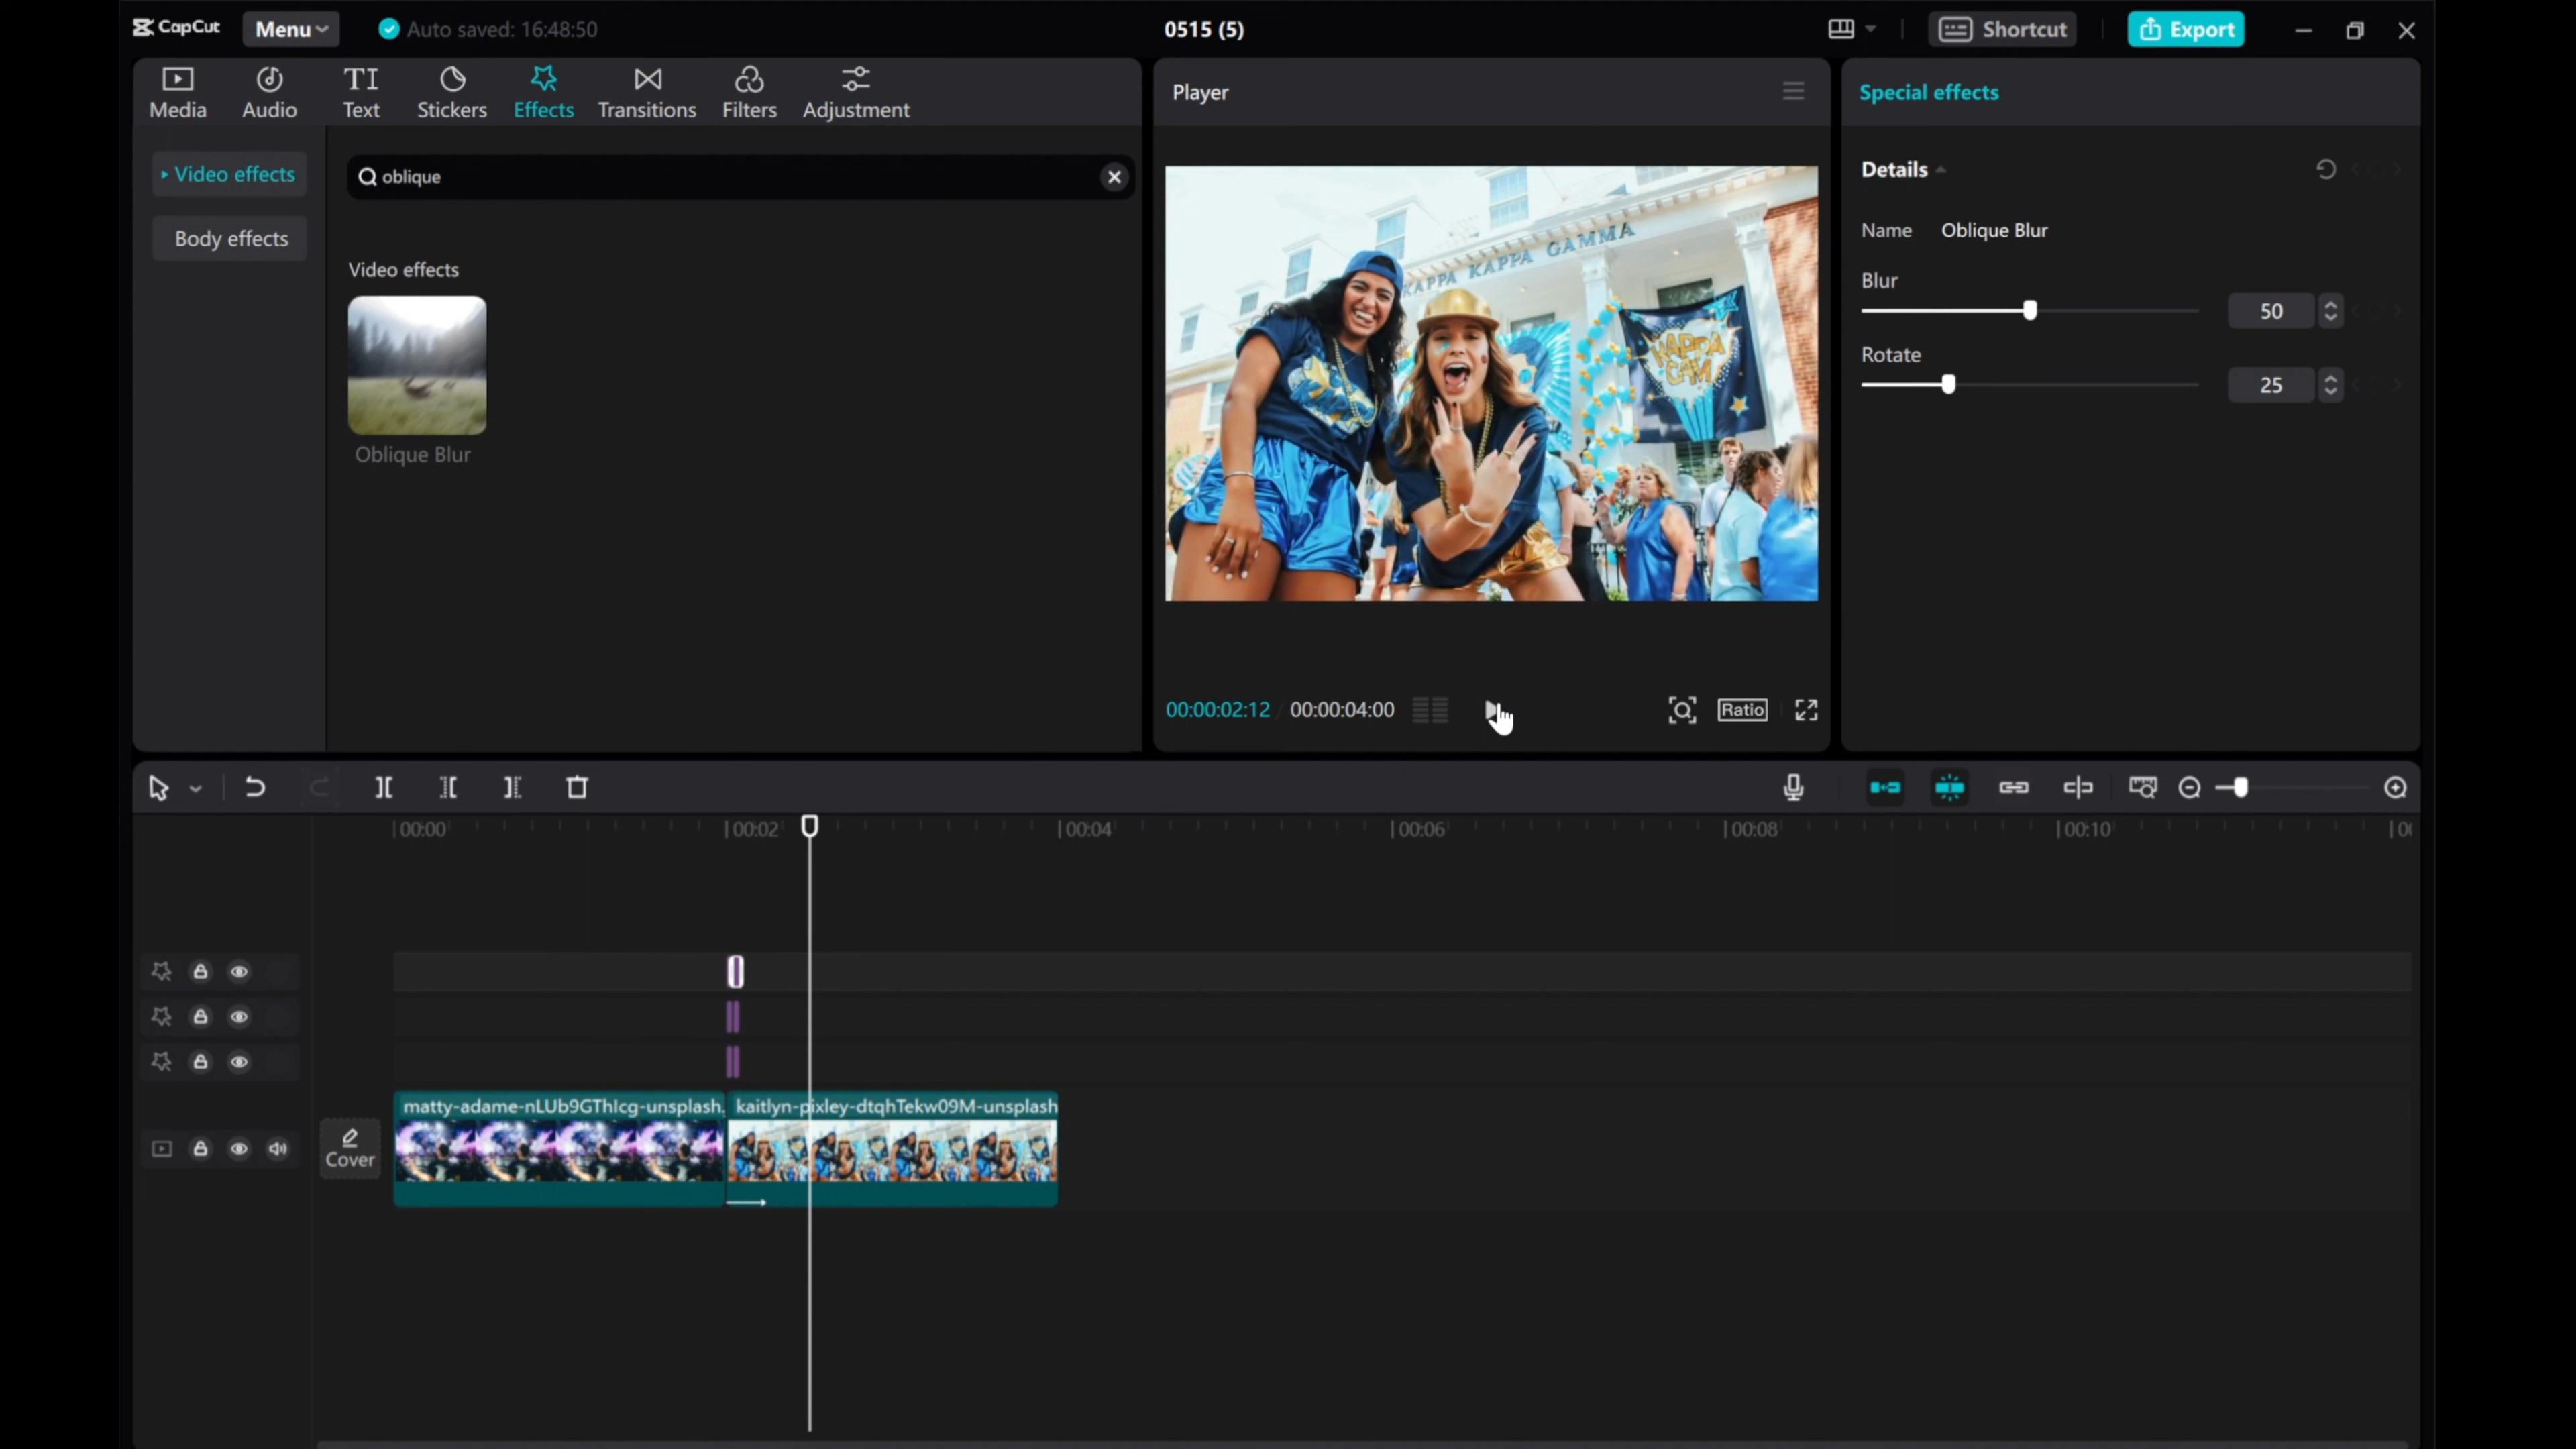 CapCut Menu Auto saved: 16:48:50 0515 (5) Shortcut Export
Media Audio Text Stickers Effects Transitions Filters Adjustment
Video effects
Body effects
oblique
Video effects
Oblique Blur
Player
KAPPA KAPPA GAMMA
KAPPA
CAM
00:00:02:12 / 00:00:04:00 Ratio
Special effects
Details
Name Oblique Blur
Blur
50
Rotate
25
00:00 00:02 00:04 00:06 00:08 00:10
Cover
matty-adame-nLUb9GThIcg-unsplash. kaitlyn-pixley-dtqhTekw09M-unsplash